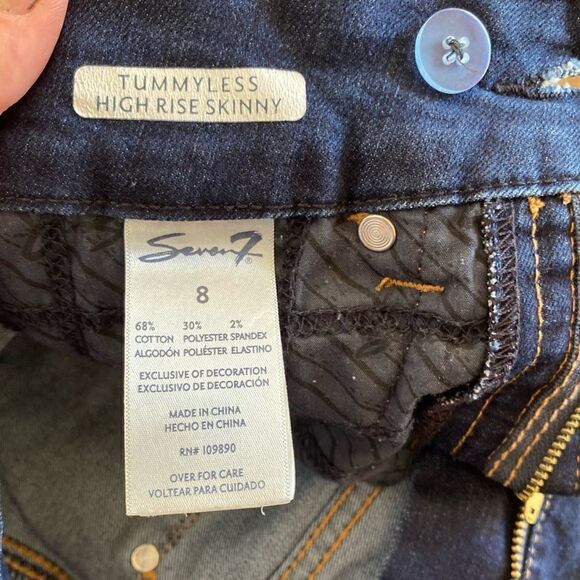 TUMMYLESS
HIGH RISE SKINNY
Seven7®
8
68% 30% 2%
COTTON POLYESTER SPANDEX
ALGODÓN POLIÉSTER ELASTINO
EXCLUSIVE OF DECORATION
EXCLUSIVO DE DECORACIÓN
MADE IN CHINA
HECHO EN CHINA
RN# 109890
OVER FOR CARE
VOLTEAR PARA CUIDADO